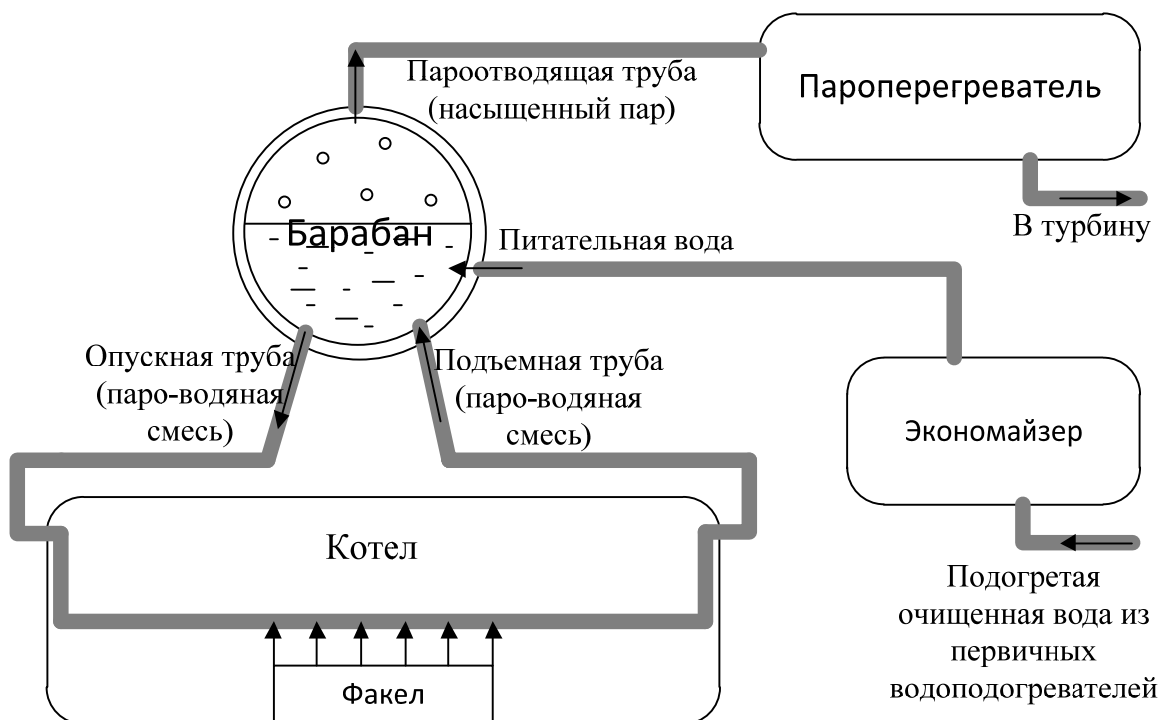 Пароотводящая труба
(насыщенный пар)
Пароперегреватель
В турбину
Барабан
Питательная вода
Опускная труба
(паро-водяная
смесь)
Подъемная труба
(паро-водяная
смесь)
Экономайзер
Котел
Подогретая
очищенная вода из
первичных
водоподогревателей
Факел